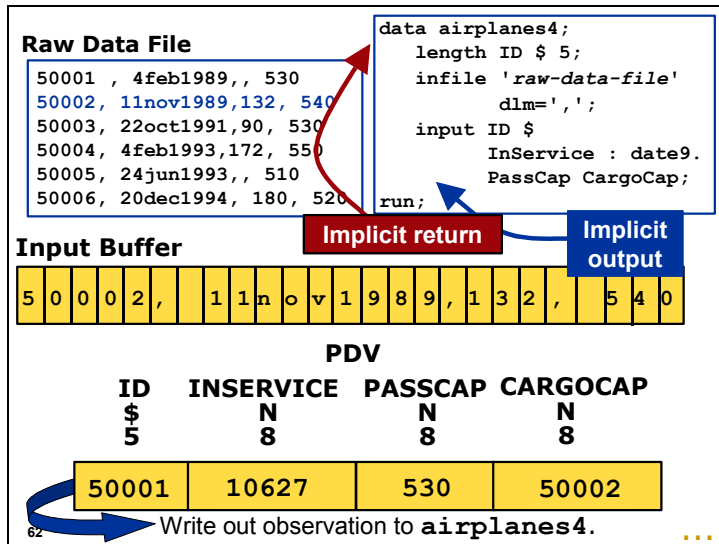 Raw Data File
50001 , 4feb1989,, 530
50002, 11nov1989,132, 540
50003, 22oct1991,90, 530
50004, 4feb1993,172, 550
50005, 24jun1993,, 510
50006, 20dec1994, 180, 520
data airplanes4;
length ID $ 5;
infile 'raw-data-file'
dlm=',';
input ID $
InService : date9.
PassCap CargoCap;
run;
Implicit return
Implicit
output
Input Buffer
5 0 0 0 2 , 1 1 n o v 1 9 8 9 , 1 3 2 , 5 4 0
PDV
ID INSERVICE PASSCAP CARGOCAP
$ N N N
5 8 8 8
50001 10627 530 50002
Write out observation to airplanes4.
62
...